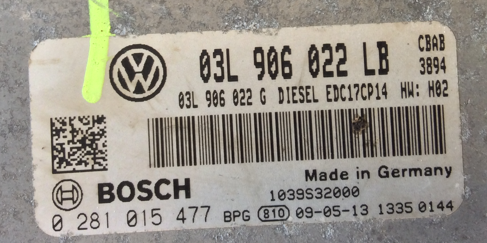 03L 906 022 LB CBAB
3894
03L 906 022 G DIESEL EDC17CP14 HW: H02
Made in Germany
BOSCH 1039S32000
0 281 015 477 BPG 810 09-05-13 1335 0144